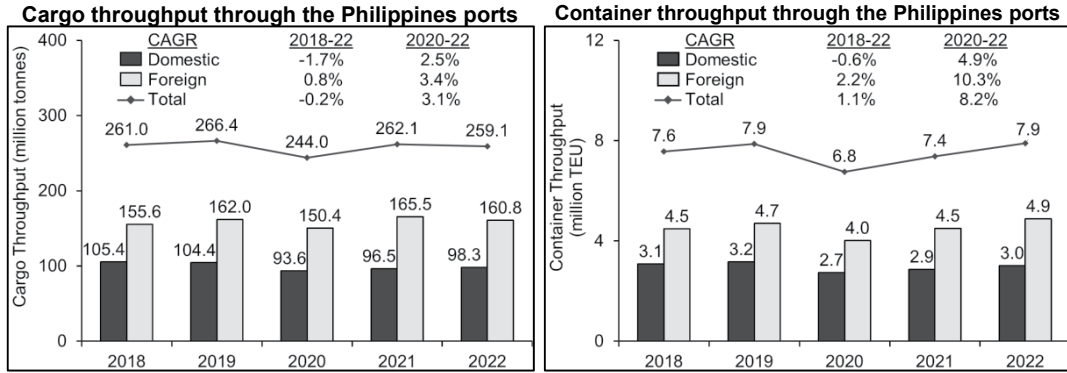 Cargo throughput through the Philippines ports
400
300
200
100
0
Cargo Throughput (million tonnes)
CAGR 2018-22 2020-22
Domestic -1.7% 2.5%
Foreign 0.8% 3.4%
Total -0.2% 3.1%
261.0 266.4 244.0 262.1 259.1
155.6 162.0 150.4 165.5 160.8
105.4 104.4 93.6 96.5 98.3
2018 2019 2020 2021 2022
Container throughput through the Philippines ports
12
8
4
0
Container Throughput
(million TEU)
CAGR 2018-22 2020-22
Domestic -0.6% 4.9%
Foreign 2.2% 10.3%
Total 1.1% 8.2%
7.6 7.9 6.8 7.4 7.9
4.5 4.7 4.0 4.5 4.9
3.1 3.2 2.7 2.9 3.0
2018 2019 2020 2021 2022